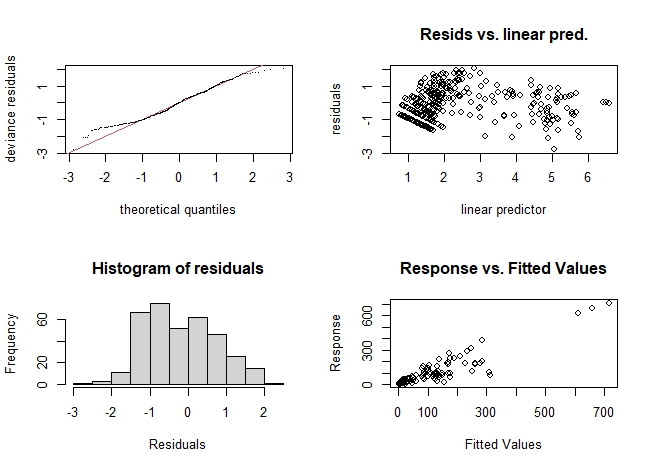 deviance residuals
1
-1
-3
-3 -2 -1 0 1 2 3
theoretical quantiles
Resids vs. linear pred.
residuals
1
-1
-3
1 2 3 4 5 6
linear predictor
Histogram of residuals
Frequency
60
20
0
-3 -2 -1 0 1 2
Residuals
Response vs. Fitted Values
Response
600
300
0
0 100 300 500 700
Fitted Values